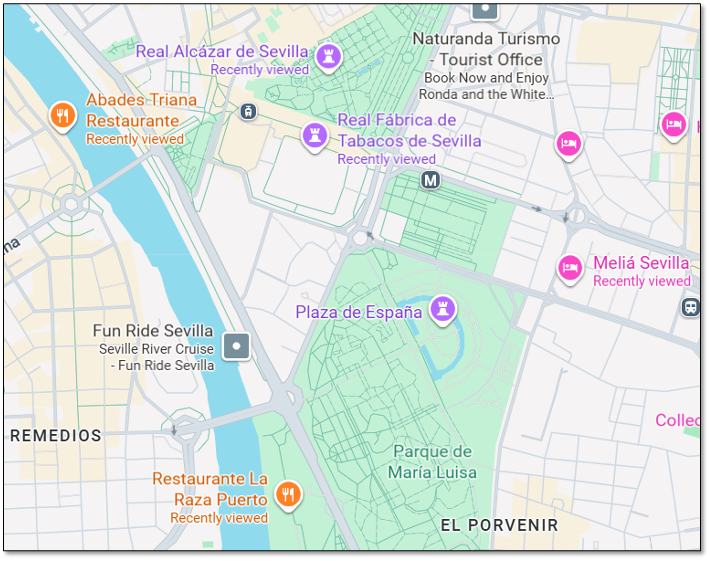 Real Alcázar de Sevilla
Recently viewed
Naturanda Turismo
- Tourist Office
Book Now and Enjoy
Ronda and the White...
Abades Triana
Restaurante
Recently viewed
Real Fábrica de
Tabacos de Sevilla
Recently viewed
M
Meliá Sevilla
Recently viewed
Plaza de España
Fun Ride Sevilla
Seville River Cruise
- Fun Ride Sevilla
Collec
REMEDIOS
Parque de
María Luisa
Restaurante La
Raza Puerto
Recently viewed
EL PORVENIR